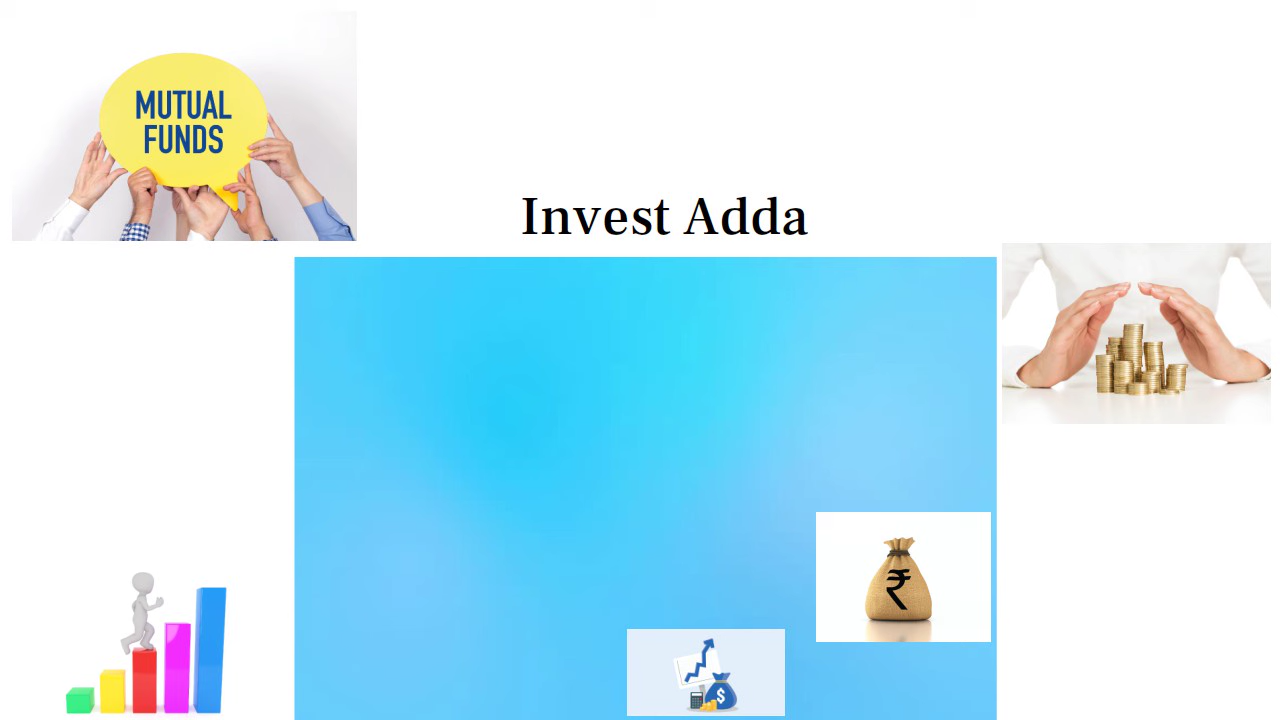 MUTUAL
FUNDS
Invest Adda
₹
$